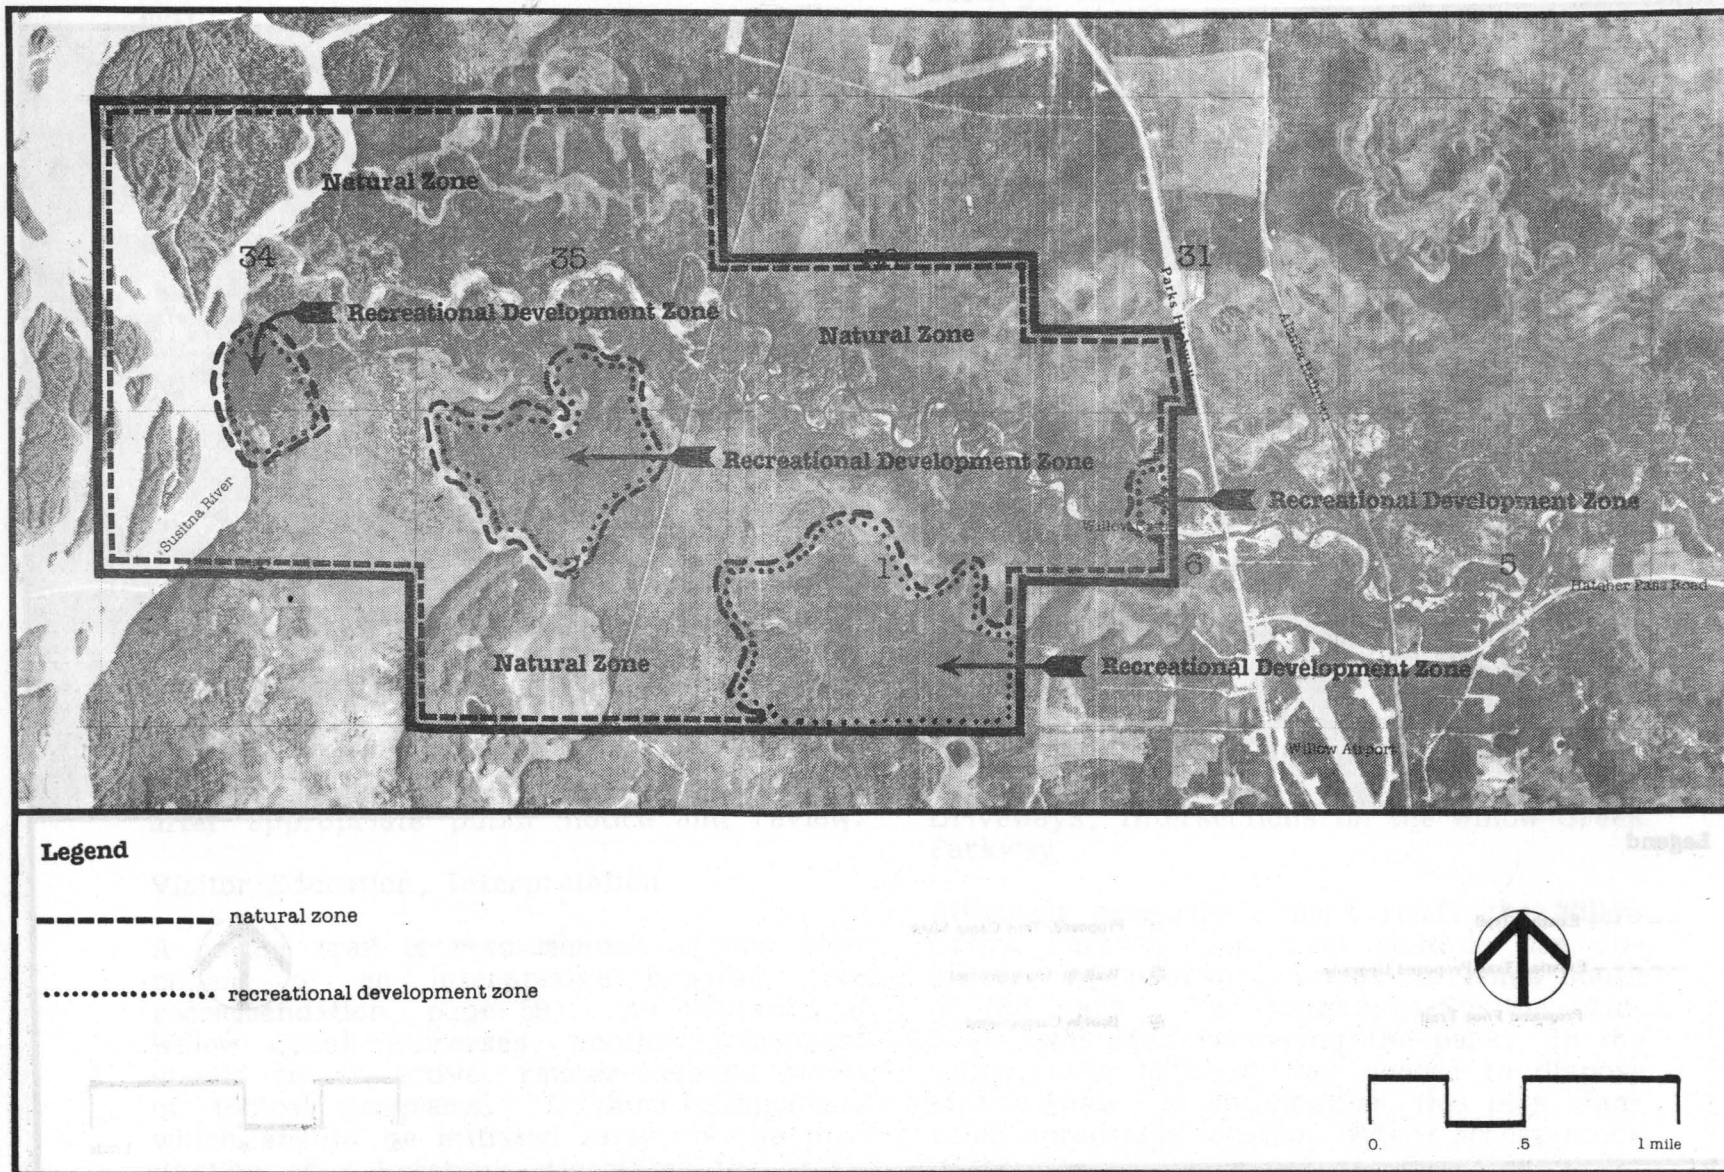 Natural Zone
34
35
31
Recreational Development Zone
Parks Highway
Natural Zone
Recreational Development Zone
Recreational Development Zone
Susitna River
1
6
5
Hatcher Pass Road
Natural Zone
Recreational Development Zone
Willow Airport
Legend
natural zone
recreational development zone
0. .5 1 mile